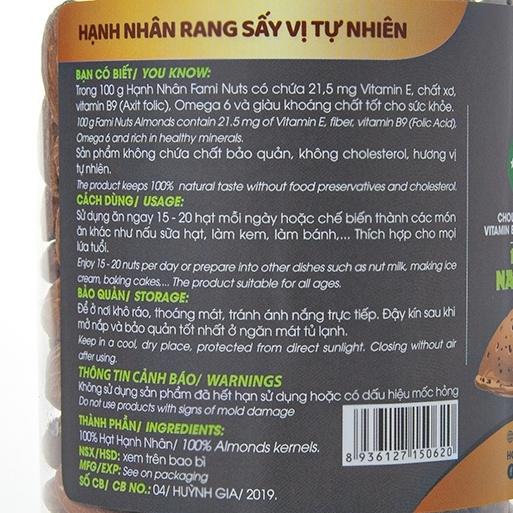 HẠNH NHÂN RANG SẤY VỊ TỰ NHIÊN
BẠN CÓ BIẾT/ YOU KNOW:
Trong 100 g Hạnh Nhân Fami Nuts có chứa 21,5 mg Vitamin E, chất xơ,
vitamin B9 (Axit folic), Omega 6 và giàu khoáng chất tốt cho sức khỏe.
100 g Fami Nuts Almonds contain 21.5 mg of Vitamin E, fiber, vitamin B9 (Folic Acid),
Omega 6 and rich in healthy minerals.
Sản phẩm không chứa chất bảo quản, không cholesterol, hương vị
tự nhiên.
The product keeps 100% natural taste without food preservatives and cholesterol.
CÁCH DÙNG/ USAGE:
Sử dụng ăn ngay 15 - 20 hạt mỗi ngày hoặc chế biến thành các món
ăn khác như nấu sữa hạt, làm kem, làm bánh,... Thích hợp cho mọi
lứa tuổi.
Enjoy 15 - 20 nuts per day or prepare into other dishes such as nut milk, making ice
cream, baking cakes.... The product suitable for all ages.
BẢO QUẢN/ STORAGE:
Để ở nơi khô ráo, thoáng mát, tránh ánh nắng trực tiếp. Đậy kín sau khi
mở nắp và bảo quản tốt nhất ở ngăn mát tủ lạnh.
Keep in a cool, dry place, protected from direct sunlight. Closing without air
after using.
THÔNG TIN CẢNH BÁO/ WARNINGS
Không sử dụng sản phẩm đã hết hạn sử dụng hoặc có dấu hiệu mốc hỏng
Do not use products with signs of mold damage
THÀNH PHẦN/ INGREDIENTS:
100% Hạt Hạnh Nhân/ 100% Almonds kernels.
NSX/HSD: xem trên bao bì
MFG/EXP: See on packaging
SỐ CB/ CB NO.: 04/ HUỲNH GIA/ 2019.
8 936127 150620
CHOL
VITAMIN E
NA